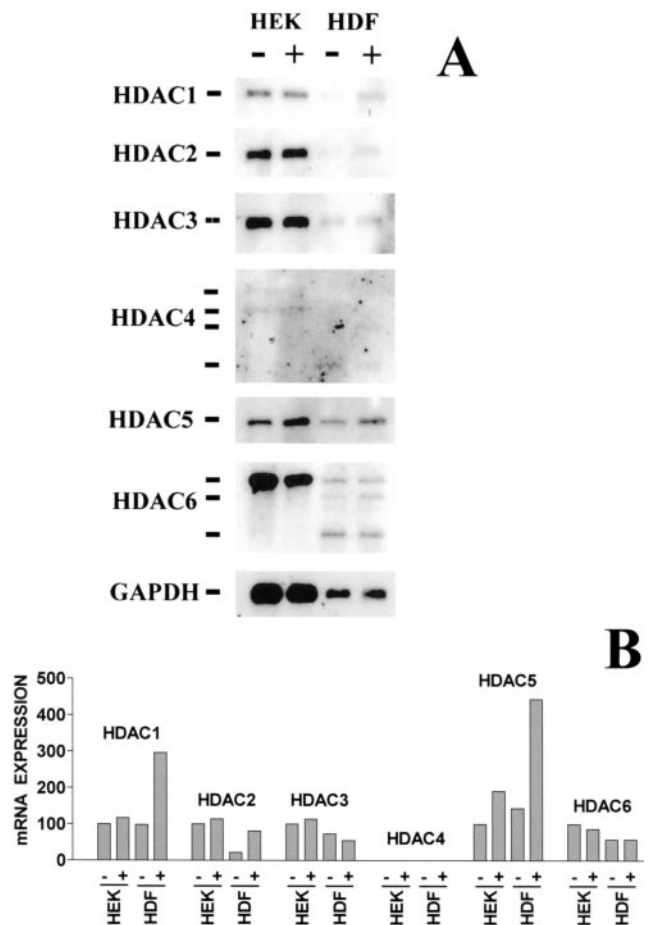 HEK HDF
- + - +
A
HDAC1
HDAC2
HDAC3
HDAC4
HDAC5
HDAC6
GAPDH
B
mRNA EXPRESSION
500
400
300
200
100
0
HDAC1
HDAC2
HDAC3
HDAC4
HDAC5
HDAC6
- + - + - + - + - + - + - + - + - + - + - + - +
HEK HDF HEK HDF HEK HDF HEK HDF HEK HDF HEK HDF